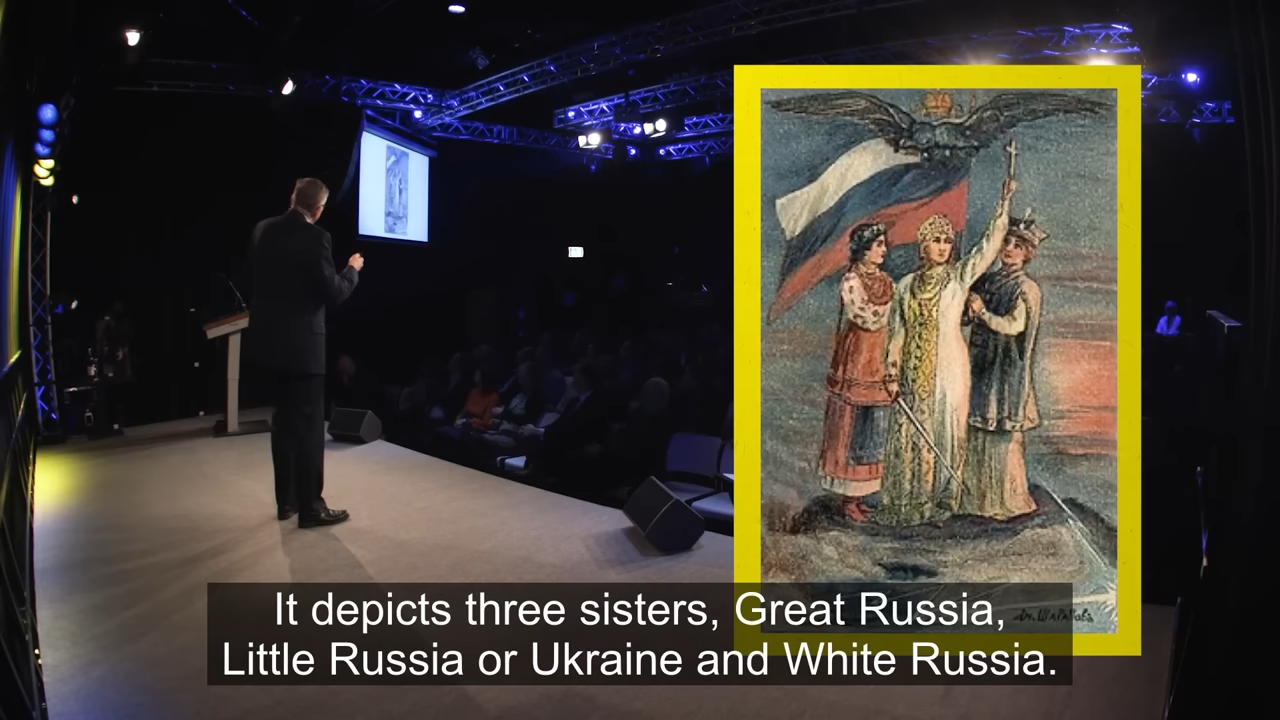 It depicts three sisters, Great Russia,
Little Russia or Ukraine and White Russia.